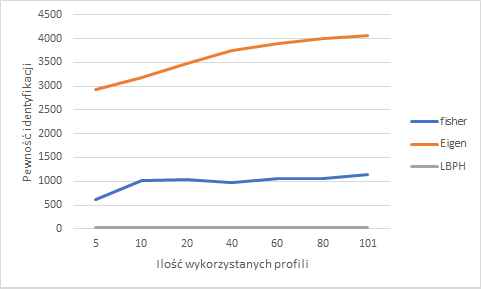 4500
4000
3500
3000
2500
2000
1500
1000
500
0
Pewność identyfikacji
5 10 20 40 60 80 101
Ilość wykorzystanych profili
fisher
Eigen
LBPH